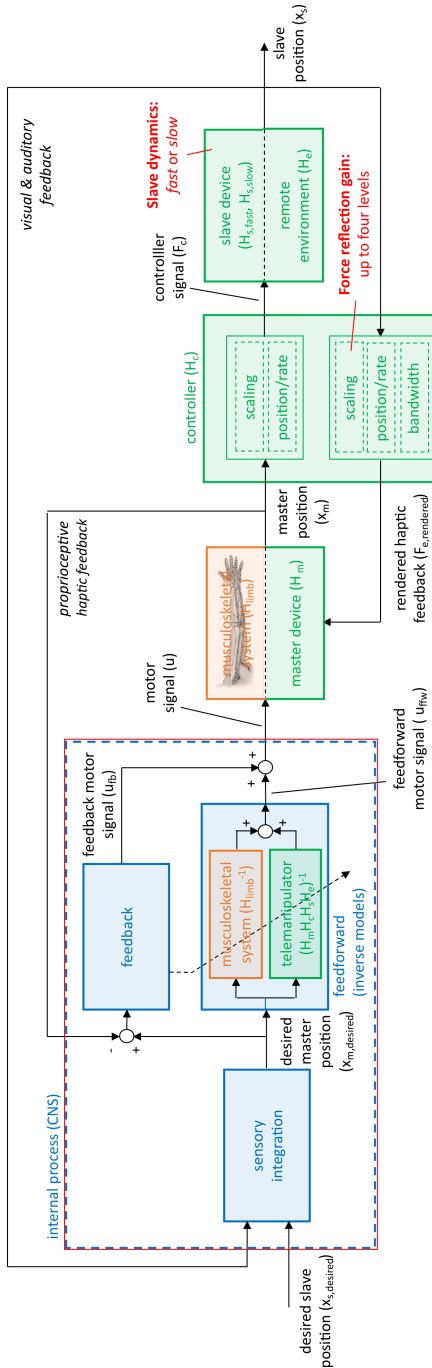 visual & auditory
feedback
proprioceptive
haptic feedback
internal process (CNS)
desired slave
position (xs,desired)
sensory
integration
desired
master
position
(xm,desired)
-
+
feedback
feedback motor
signal (ufb)
musculoskeletal
system (Hlimb-1)
telemanipulator
(HmHcHsHe)-1
+
+
feedforward
(inverse models)
+
+
feedforward
motor signal ( uffw)
motor
signal (u)
musculoskeletal
system (Hlimb)
master device (Hm)
master
position
(xm)
rendered haptic
feedback (Fe,rendered)
controller (Hc)
scaling
position/rate
scaling
position/rate
bandwidth
controlller
signal (Fc)
Force reflection gain:
up to four levels
Slave dynamics:
fast or slow
slave device
(Hs,fast, Hs,slow)
remote
environment (He)
slave
position (xs)